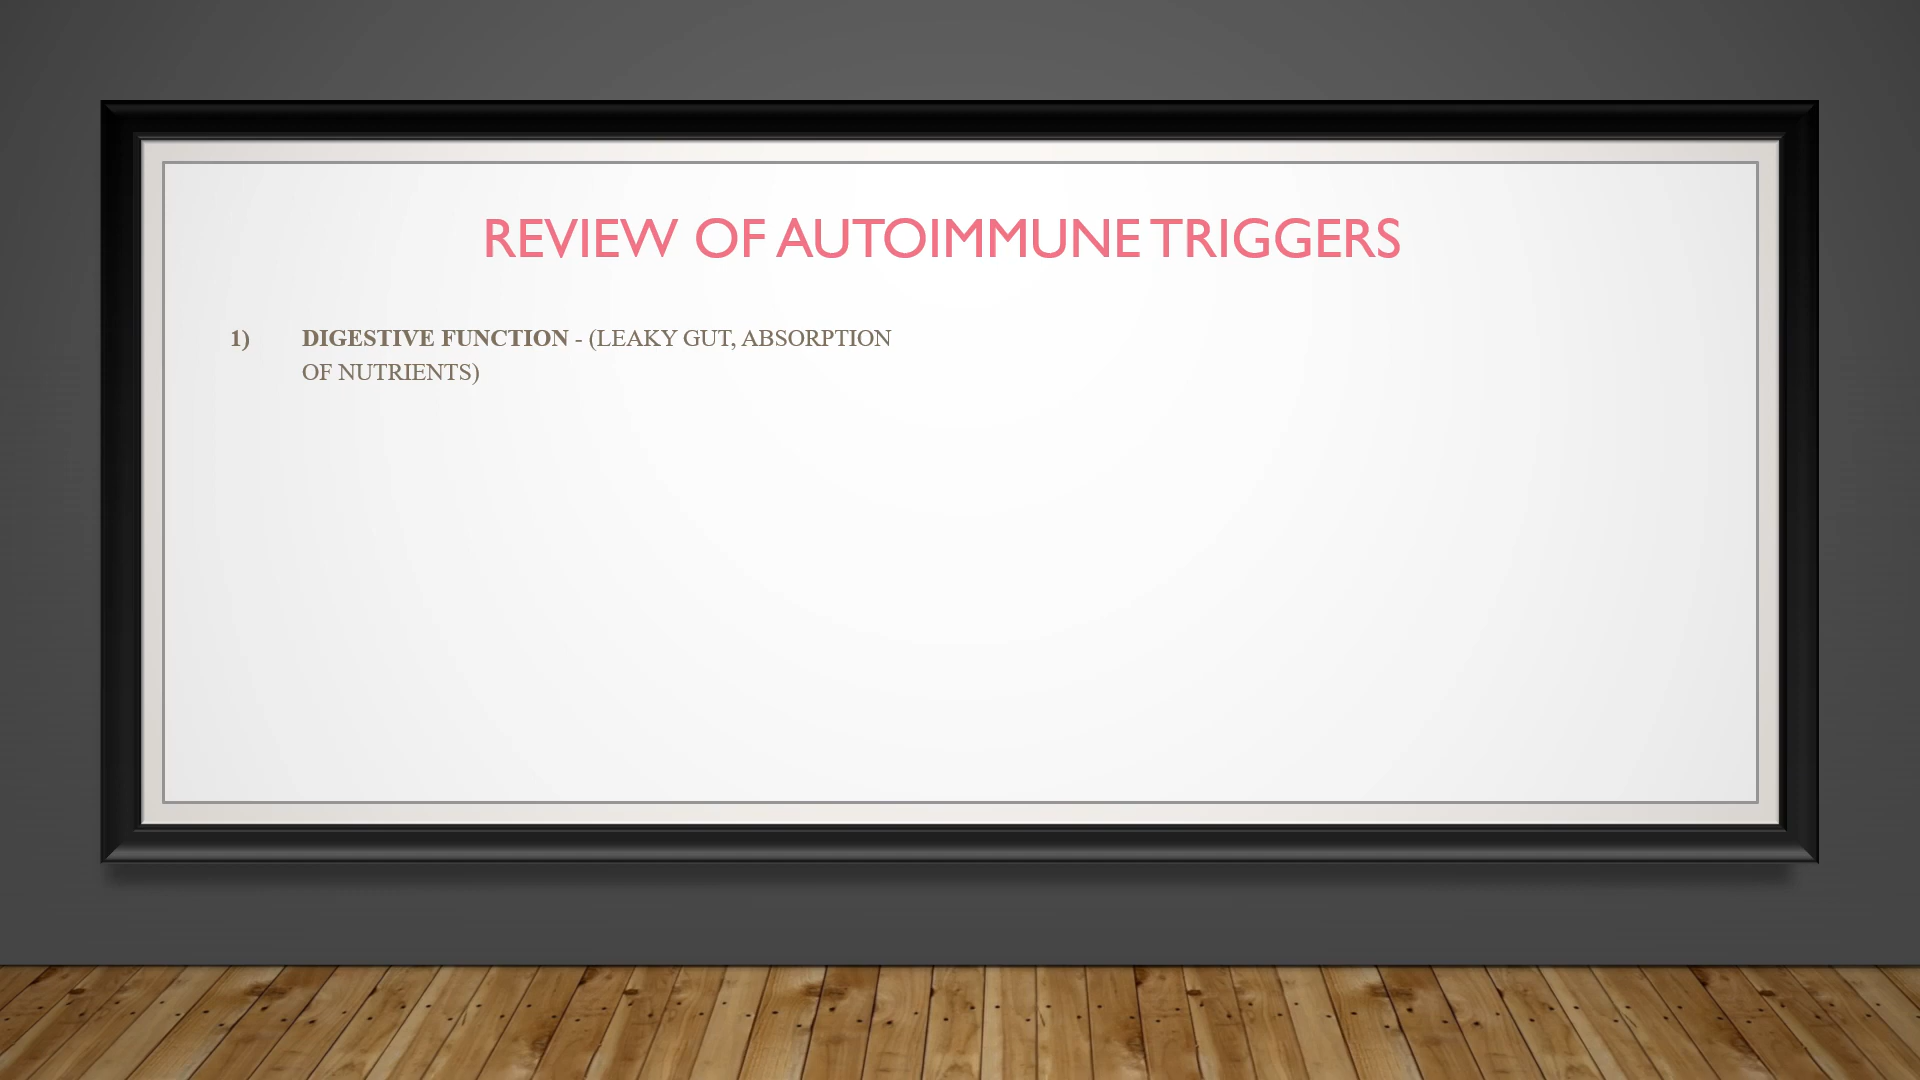 REVIEW OF AUTOIMMUNE TRIGGERS
1) DIGESTIVE FUNCTION - (LEAKY GUT, ABSORPTION
OF NUTRIENTS)